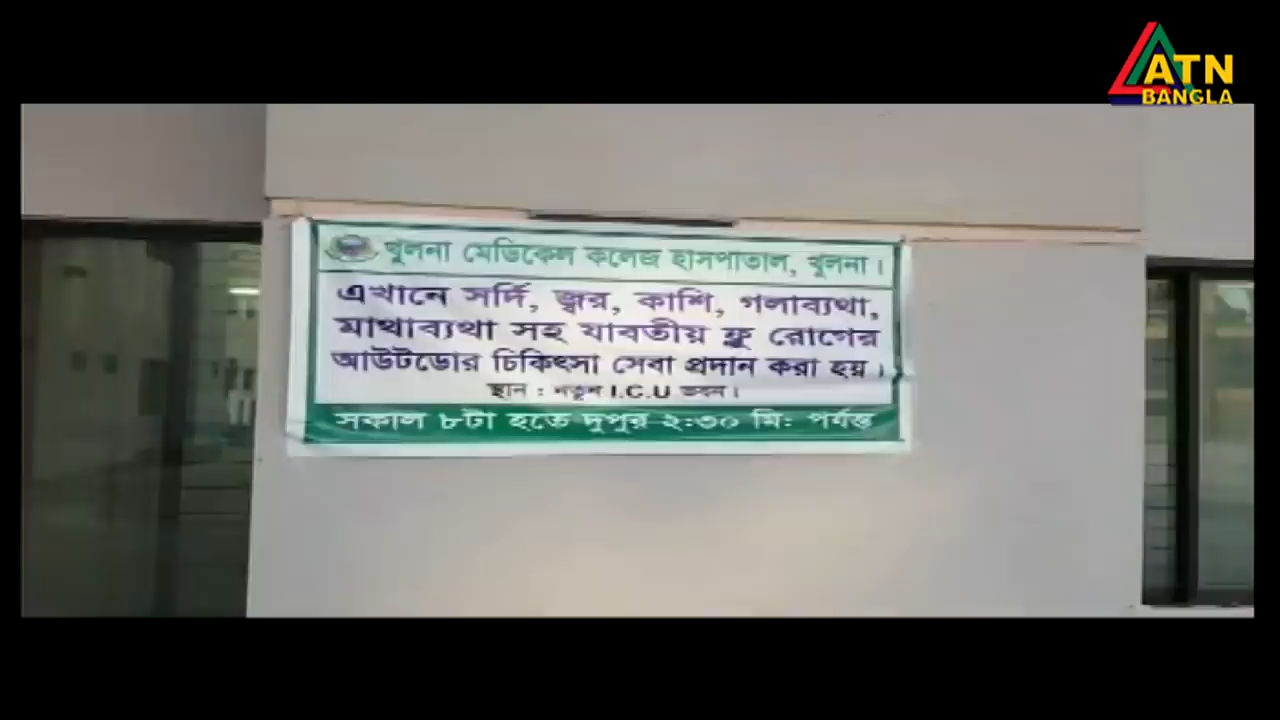 ATN
BANGLA
খুলনা মেডিকেল কলেজ হাসপাতাল, খুলনা।
এখানে সর্দি, জ্বর, কাশি, গলাব্যথা,
মাথাব্যথা সহ যাবতীয় ফ্লু রোগের
আউটডোর চিকিৎসা সেবা প্রদান করা হয়।
স্থান : নতুন I.C.U ভবন।
সকাল ৮টা হতে দুপুর ২:৩০ মি: পর্যন্ত